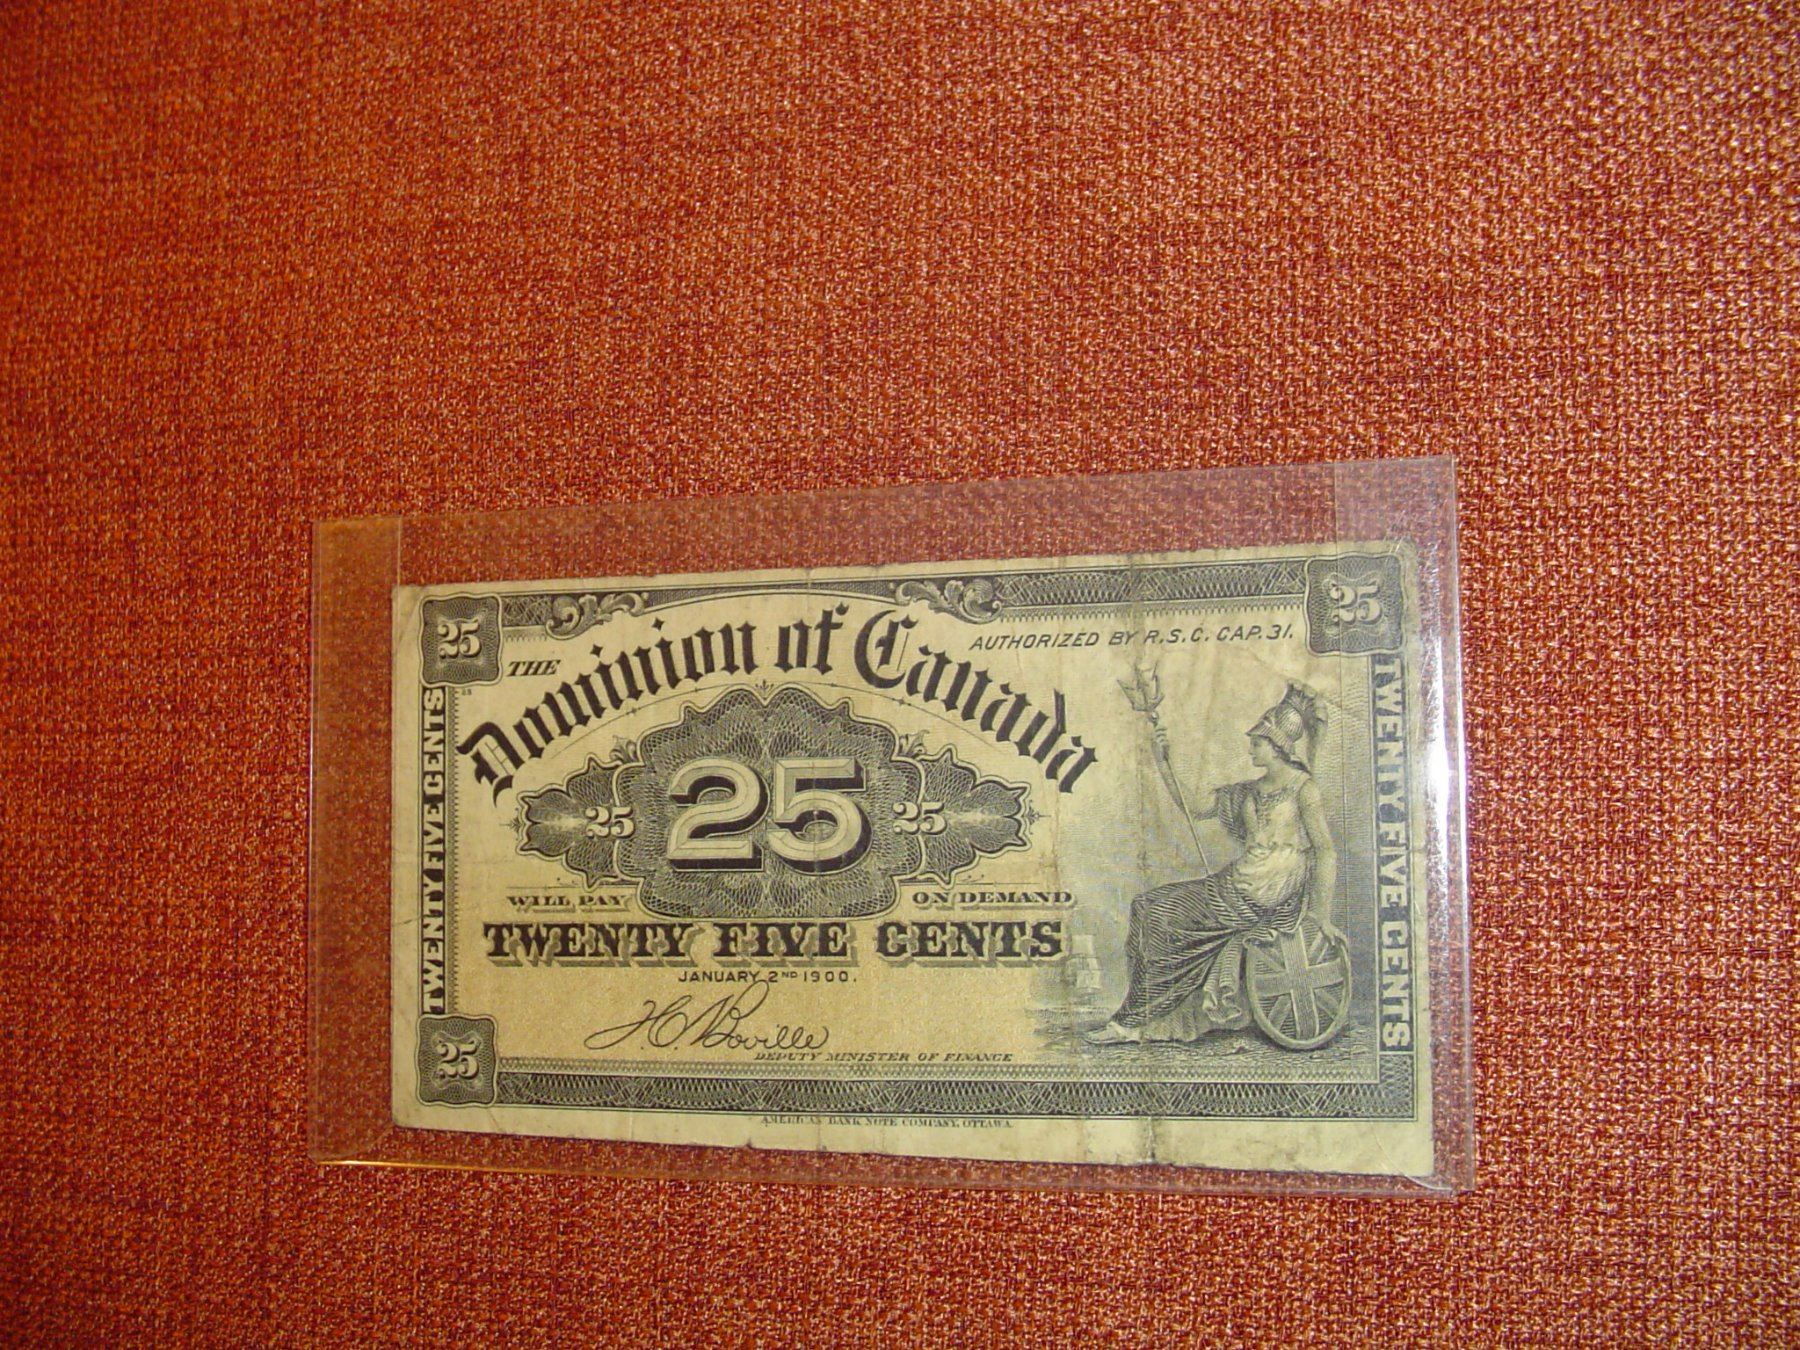 25 25
THE Dominion of Canada
AUTHORIZED BY R.S.C. CAP. 31.
TWENTY FIVE CENTS
TWENTY FIVE CENTS
25 25 25
WILL PAY ON DEMAND
TWENTY FIVE CENTS
JANUARY 2ND 1900.
H.C. Boville
DEPUTY MINISTER OF FINANCE
25
AMERICAN BANK NOTE COMPANY, OTTAWA